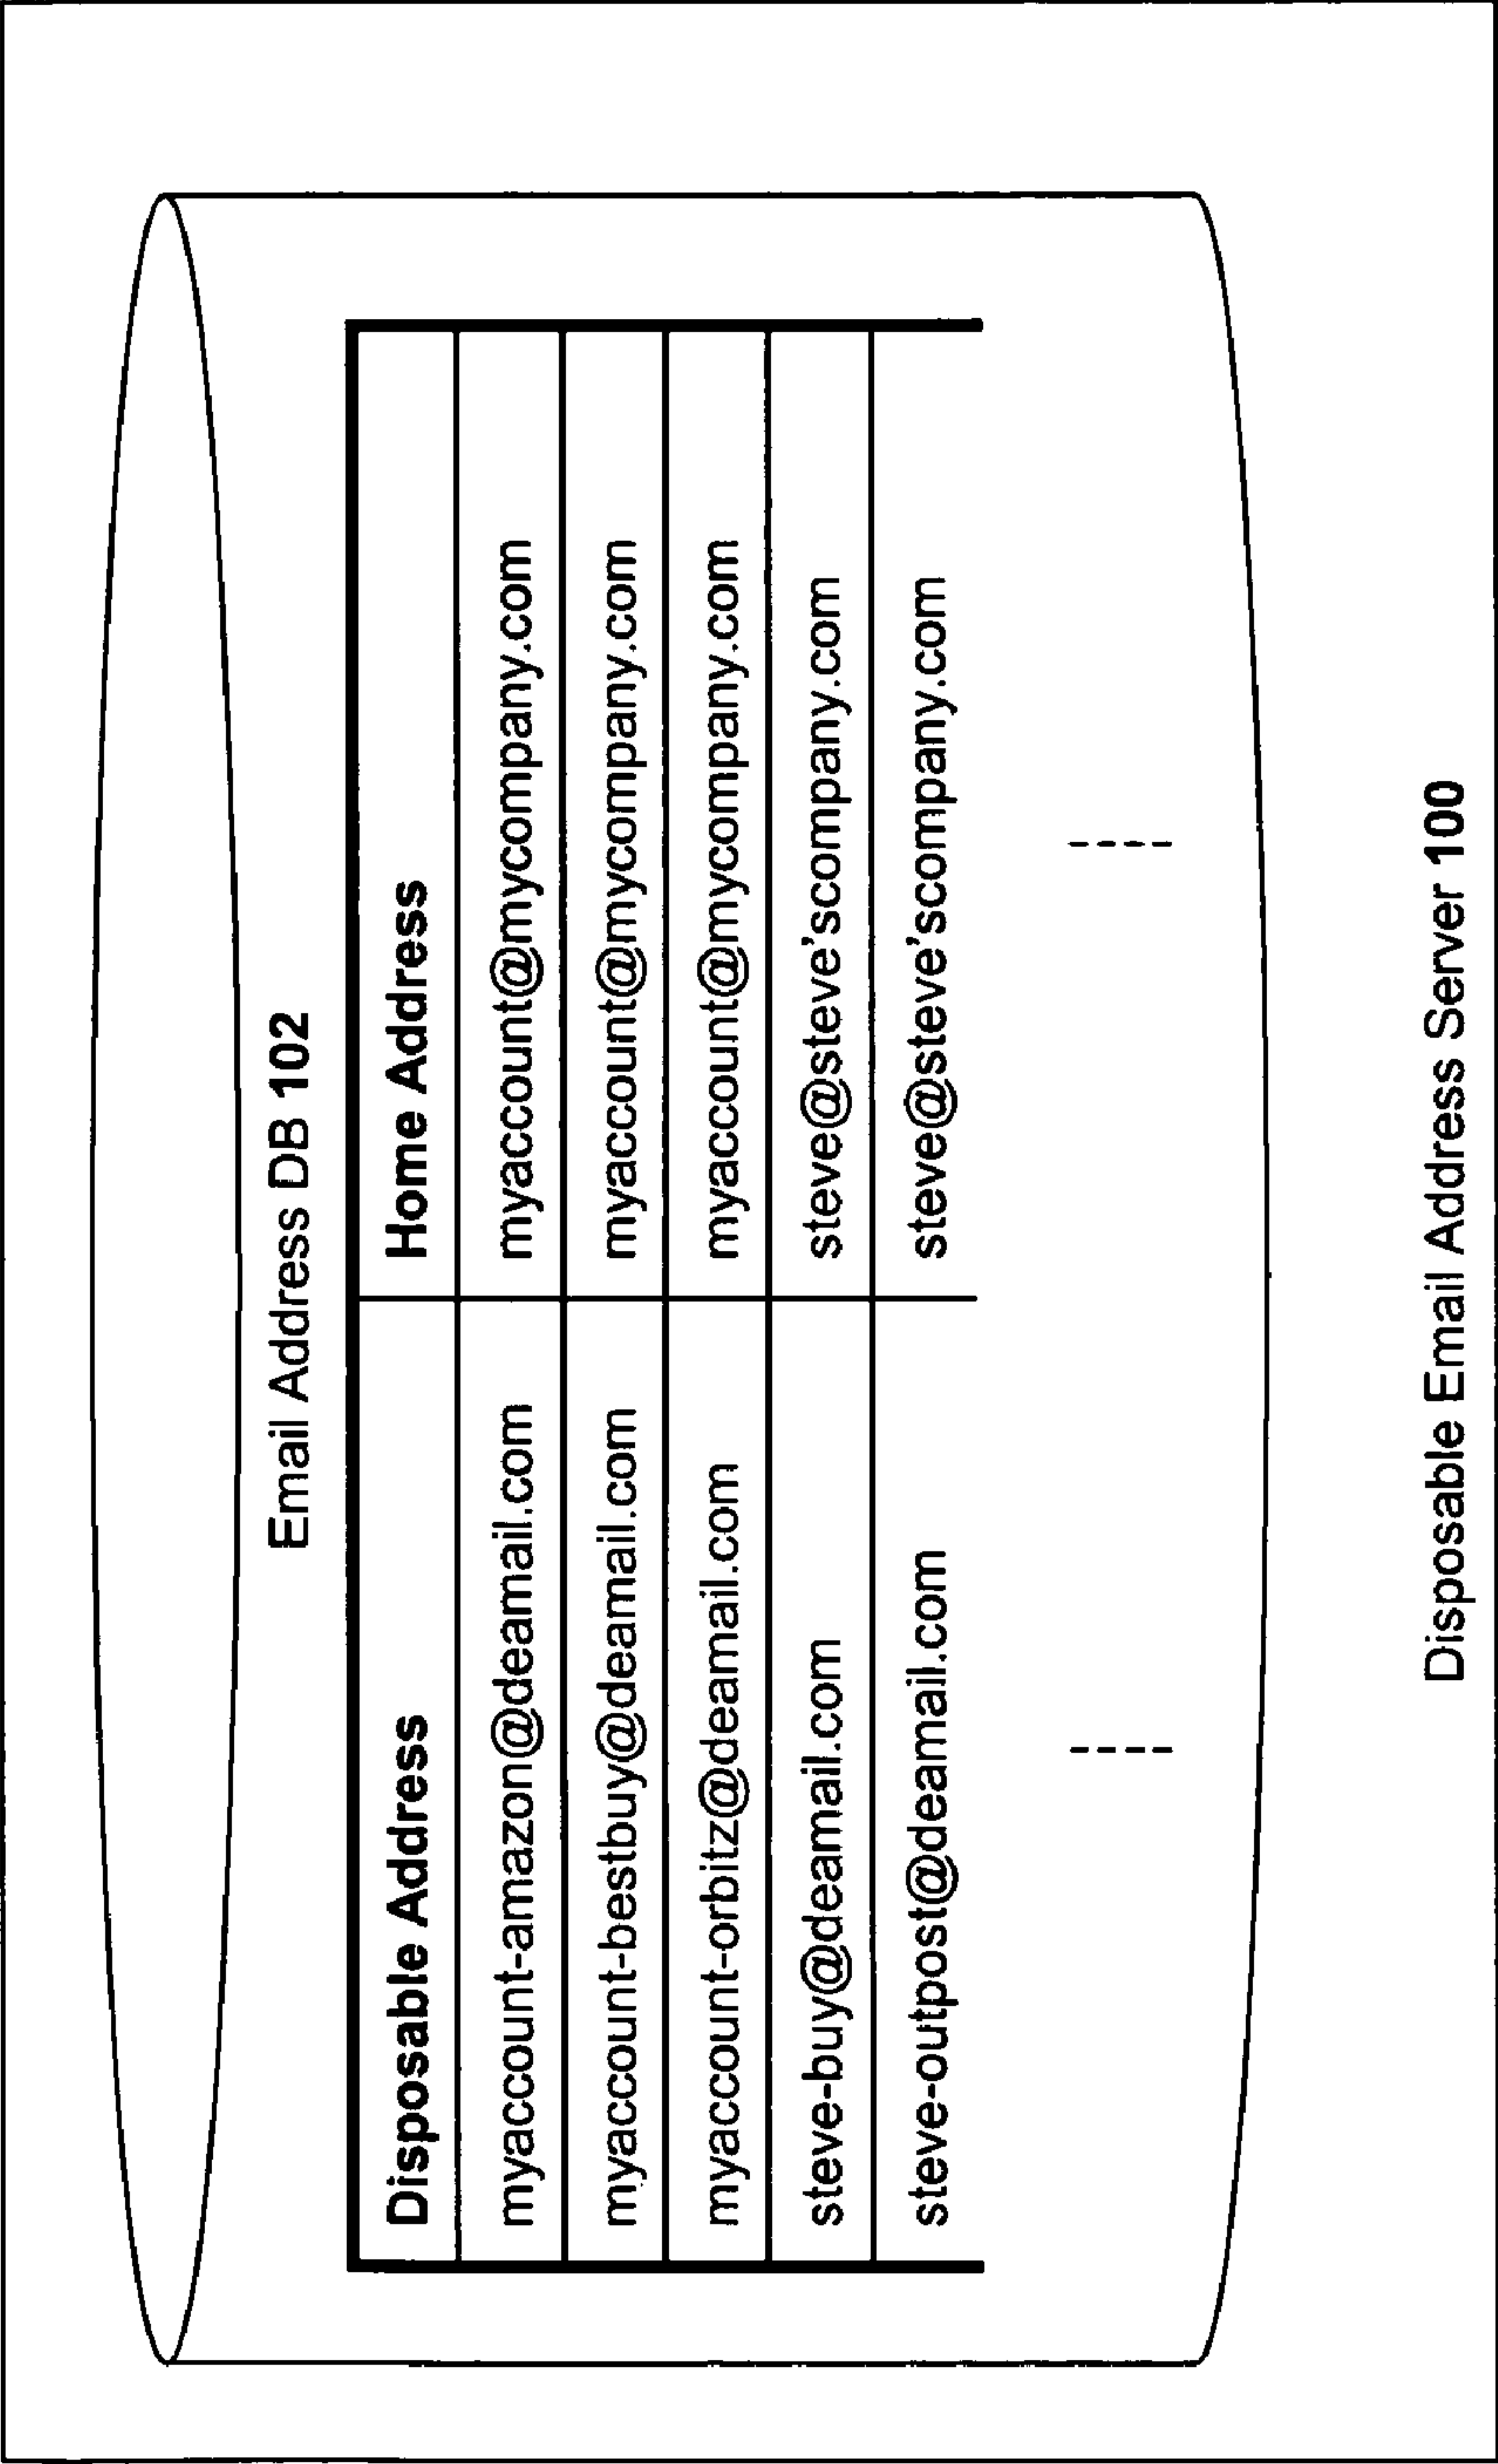 Email Address DB 102
Disposable Address Home Address
myaccount-amazon@deamail.com myaccount@mycompany.com
myaccount-bestbuy@deamail.com myaccount@mycompany.com
myaccount-orbitz@deamail.com myaccount@mycompany.com
steve-buy@deamail.com steve@steve'scompany.com
steve-outpost@deamail.com steve@steve'scompany.com
Disposable Email Address Server 100